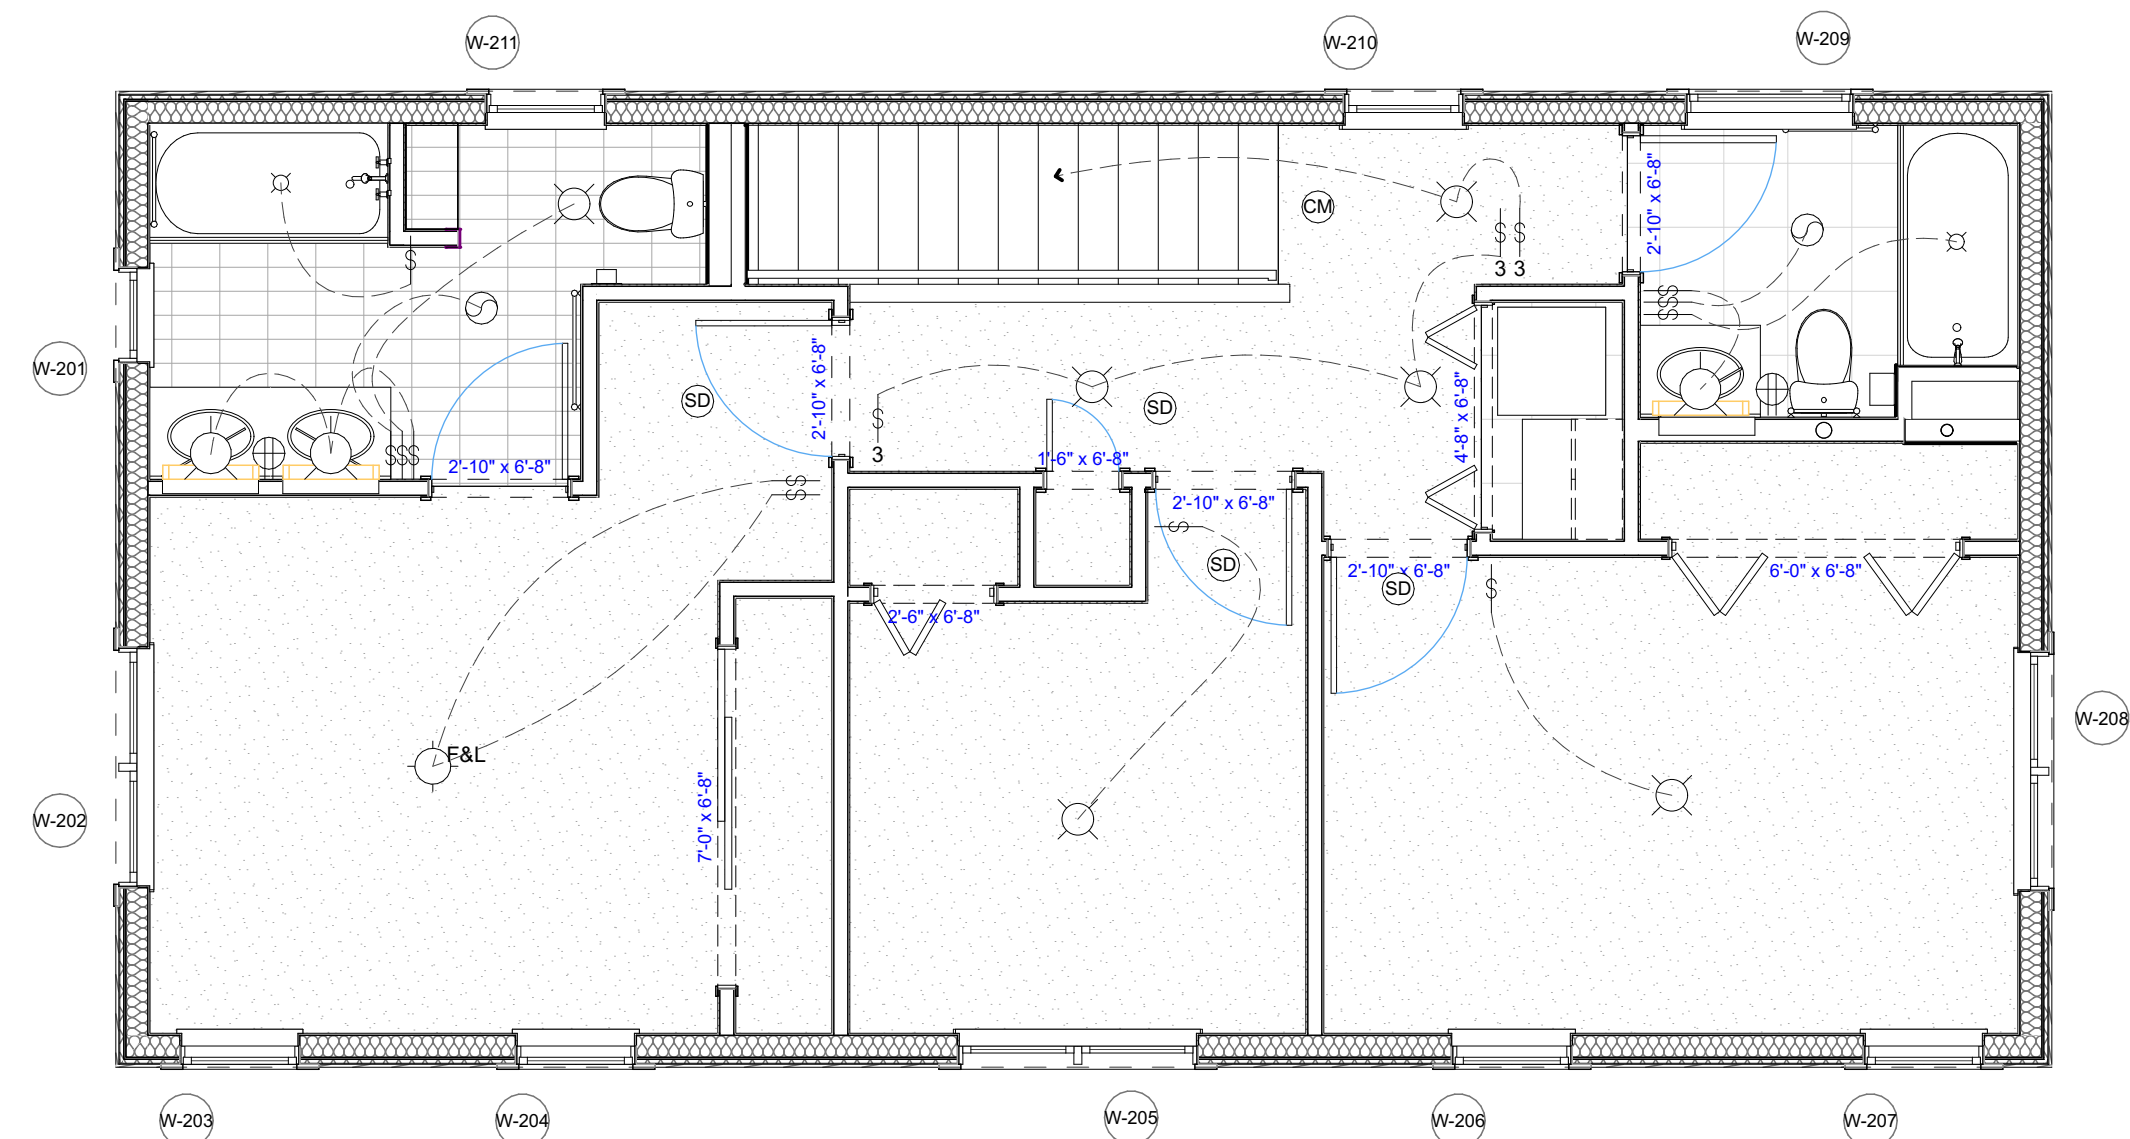 W-211
W-210
W-209
2'-10" x 6'-8"
CM
S
S S
3 3
S
S
S
W-201
2'-10" x 6'-8"
SD
SD
4'-8" x 6'-8"
S
3
1'-6" x 6'-8"
SSS
2'-10" x 6'-8"
S
S
2'-10" x 6'-8"
S
SD
2'-10" x 6'-8"
SD
6'-0" x 6'-8"
S
2'-6" x 6'-8"
W-208
F&L
7'-0" x 6'-8"
W-202
W-203
W-204
W-205
W-206
W-207